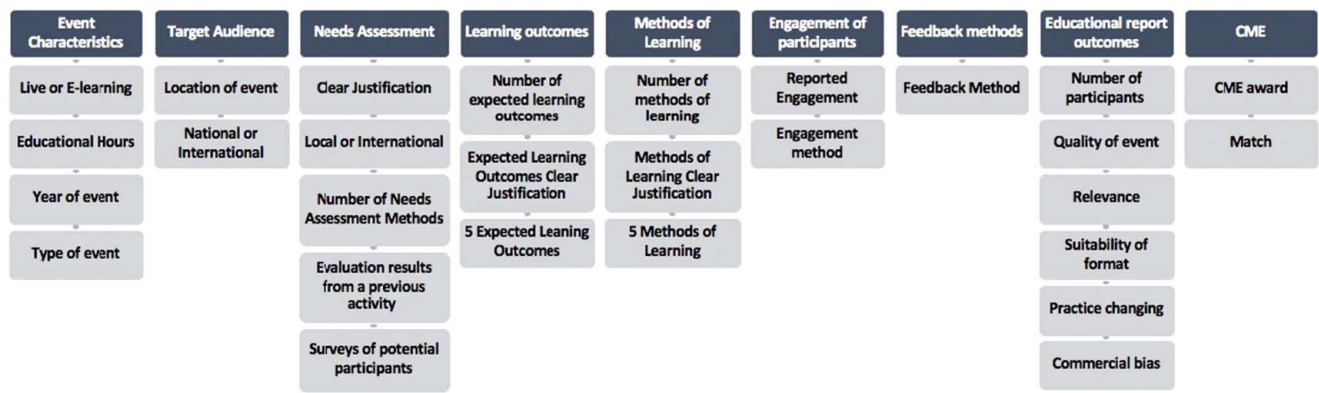 Event
Characteristics
Live or E-learning
Educational Hours
Year of event
Type of event
Target Audience
Location of event
National or
International
Needs Assessment
Clear Justification
Local or International
Number of Needs
Assessment Methods
Evaluation results
from a previous
activity
Surveys of potential
participants
Learning outcomes
Number of
expected learning
outcomes
Expected Learning
Outcomes Clear
Justification
5 Expected Leaning
Outcomes
Methods of
Learning
Number of
methods of
learning
Methods of
Learning Clear
Justification
5 Methods of
Learning
Engagement of
participants
Reported
Engagement
Engagement
method
Feedback methods
Feedback Method
Educational report
outcomes
Number of
participants
Quality of event
Relevance
Suitability of
format
Practice changing
Commercial bias
CME
CME award
Match